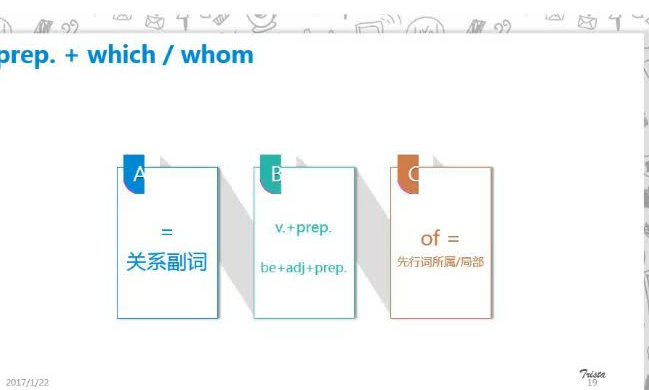 prep. + which / whom
A
=
关系副词
B
v.+prep.
be+adj+prep.
C
of =
先行词所属/局部
2017/1/22
Trista
19